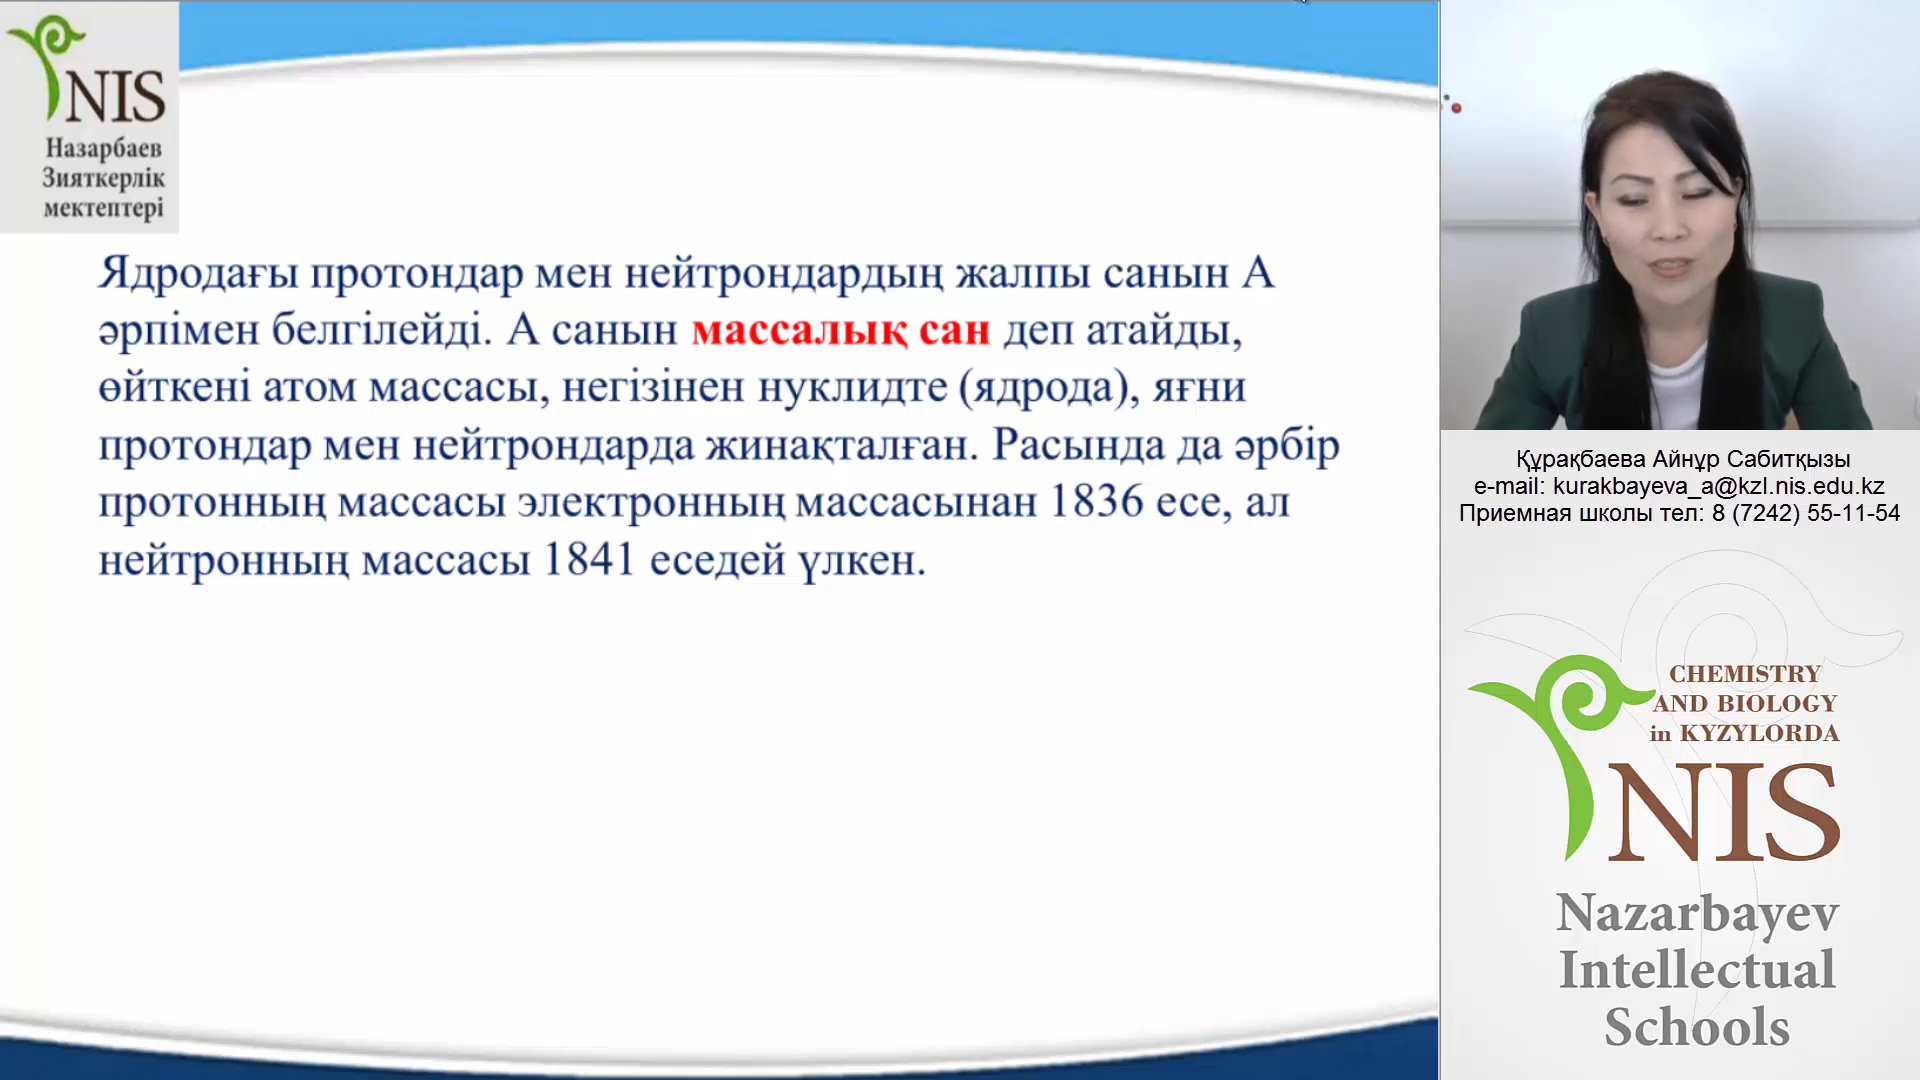 NIS
Назарбаев
Зияткерлік
мектептері
Ядродағы протондар мен нейтрондардың жалпы санын А
әрпімен белгілейді. А санын массалық сан деп атайды,
өйткені атом массасы, негізінен нуклидте (ядрода), яғни
протондар мен нейтрондарда жинақталған. Расында да әрбір
протонның массасы электронның массасынан 1836 есе, ал
нейтронның массасы 1841 еседей үлкен.
Құрақбаева Айнұр Сабитқызы
e-mail: kurakbayeva_a@kzl.nis.edu.kz
Приемная школы тел: 8 (7242) 55-11-54
CHEMISTRY
AND BIOLOGY
in KYZYLORDA
NIS
Nazarbayev
Intellectual
Schools